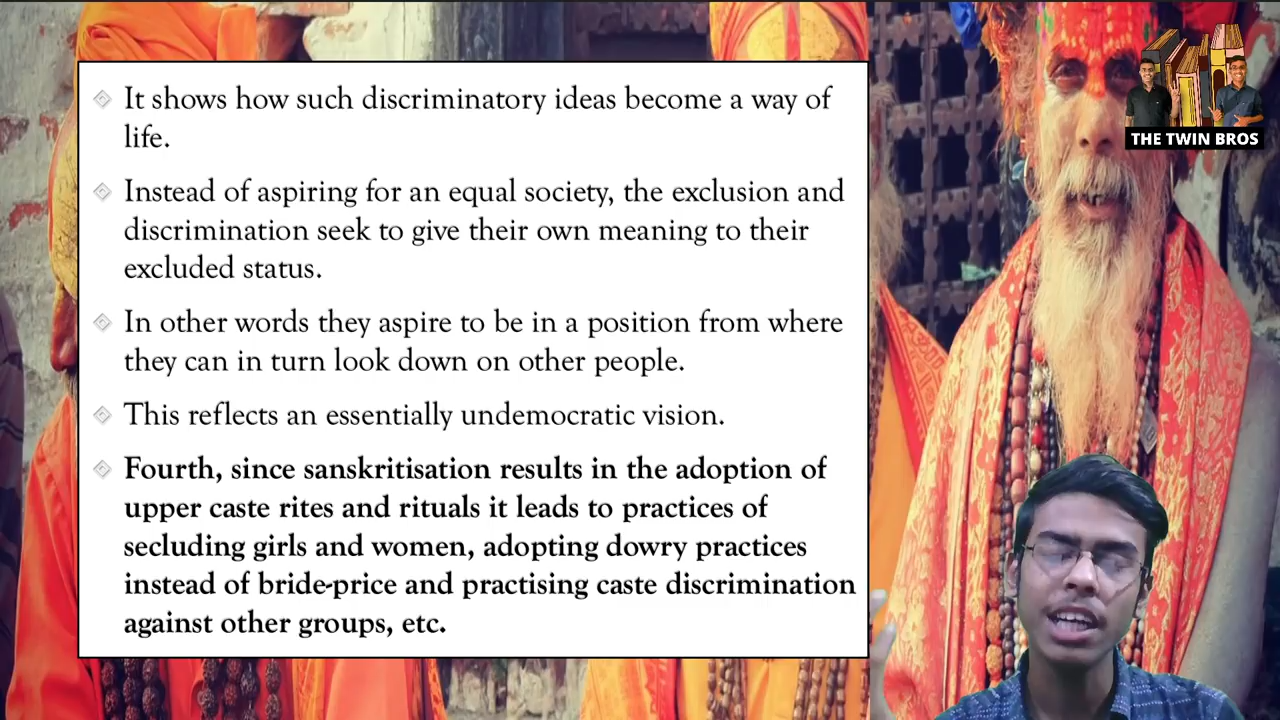 It shows how such discriminatory ideas become a way of
life.
Instead of aspiring for an equal society, the exclusion and
discrimination seek to give their own meaning to their
excluded status.
In other words they aspire to be in a position from where
they can in turn look down on other people.
This reflects an essentially undemocratic vision.
Fourth, since sanskritisation results in the adoption of
upper caste rites and rituals it leads to practices of
secluding girls and women, adopting dowry practices
instead of bride-price and practising caste discrimination
against other groups, etc.
THE TWIN BROS